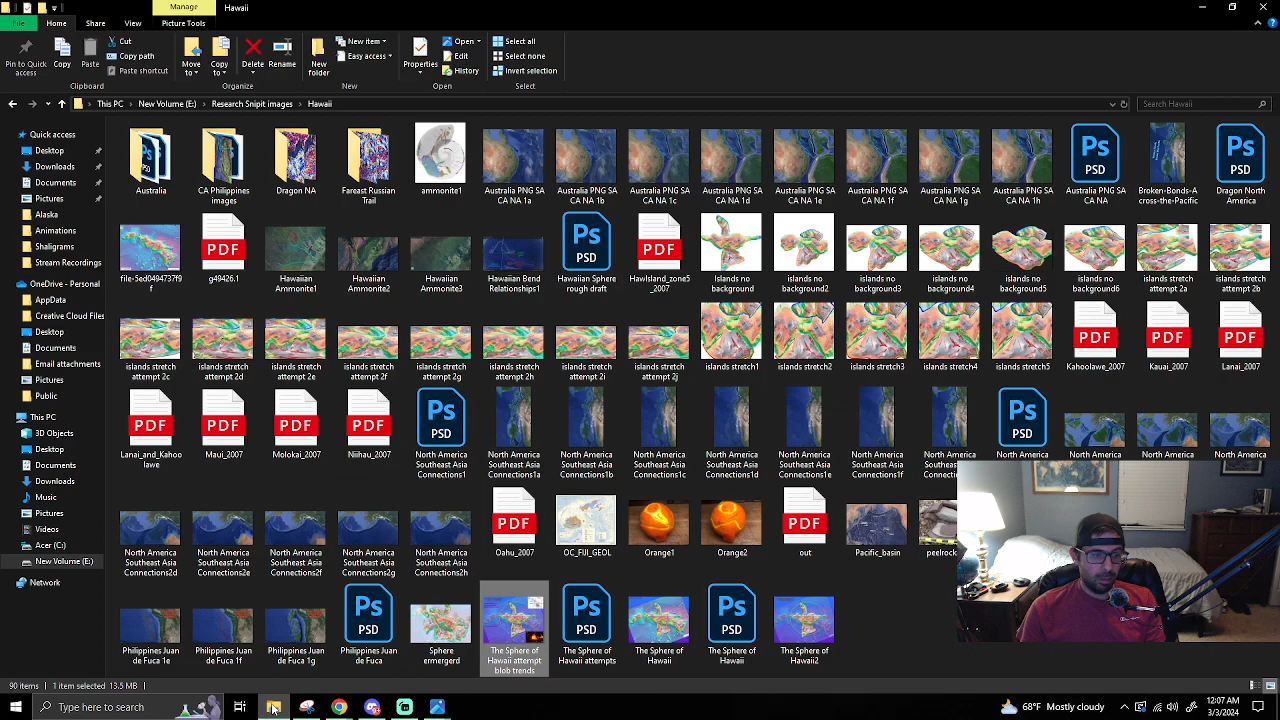 Manage
Hawaii
File
Home
Share
View
Picture Tools
Pin to Quick access
Copy
Paste
Cut
Copy path
Paste shortcut
Clipboard
Move to
Copy to
Delete
Rename
Organize
New folder
New item
Easy access
New
Properties
Open
Edit
History
Open
Select all
Select none
Invert selection
Select
This PC
New Volume (E:)
Research Snipit images
Hawaii
Search Hawaii
Quick access
Desktop
Downloads
Documents
Pictures
Alaska
Animations
Shaligrams
Stream Recordings
OneDrive - Personal
AppData
Creative Cloud Files
Desktop
Documents
Email attachments
Pictures
Public
This PC
3D Objects
Desktop
Documents
Downloads
Music
Pictures
Videos
Acer (C:)
New Volume (E:)
Network
Australia
CA Philippines images
Dragon NA
Fareast Russian Trail
ammonite1
Australia PNG SA CA NA 1a
Australia PNG SA CA NA 1b
Australia PNG SA CA NA 1c
Australia PNG SA CA NA 1d
Australia PNG SA CA NA 1e
Australia PNG SA CA NA 1f
Australia PNG SA CA NA 1g
Australia PNG SA CA NA 1h
Australia PNG SA CA NA
Broken-Bonds-Across-the-Pacific
Dragon North America
file-5ed049473f9ff
g49426.1
Hawaiian Ammonite1
Hawaiian Ammonite2
Hawaiian Ammonite3
Hawaiian Bend Relationships1
Hawaiian Sphere rough draft
HawIsland_zone5_2007
islands no background
islands no background2
islands no background3
islands no background4
islands no background5
islands no background6
islands stretch attempt 2a
islands stretch attempt 2b
islands stretch attempt 2c
islands stretch attempt 2d
islands stretch attempt 2e
islands stretch attempt 2f
islands stretch attempt 2g
islands stretch attempt 2h
islands stretch attempt 2i
islands stretch attempt 2j
islands stretch1
islands stretch2
islands stretch3
islands stretch4
islands stretch5
Kahoolawe_2007
Kauai_2007
Lanai_2007
Lanai_and_Kahoolawe
Maui_2007
Molokai_2007
Niihau_2007
North America Southeast Asia Connections1
North America Southeast Asia Connections1a
North America Southeast Asia Connections1b
North America Southeast Asia Connections1c
North America Southeast Asia Connections1d
North America Southeast Asia Connections1e
North America Southeast Asia Connections1f
North America
North America
North America
North America
North America Southeast Asia Connections2d
North America Southeast Asia Connections2e
North America Southeast Asia Connections2f
North America Southeast Asia Connections2g
North America Southeast Asia Connections2h
Oahu_2007
OC_FIJI_GEOL
Orange1
Orange2
out
Pacific_basin
peelrock
Philippines Juan de Fuca 1e
Philippines Juan de Fuca 1f
Philippines Juan de Fuca 1g
Philippines Juan de Fuca
Sphere emergerd
The Sphere of Hawaii attempt blob trends
The Sphere of Hawaii attempts
The Sphere of Hawaii
The Sphere of Hawaii
The Sphere of Hawaii2
90 items
1 item selected 13.5 MB
Type here to search
68°F Mostly cloudy
12:07 AM
3/3/2024